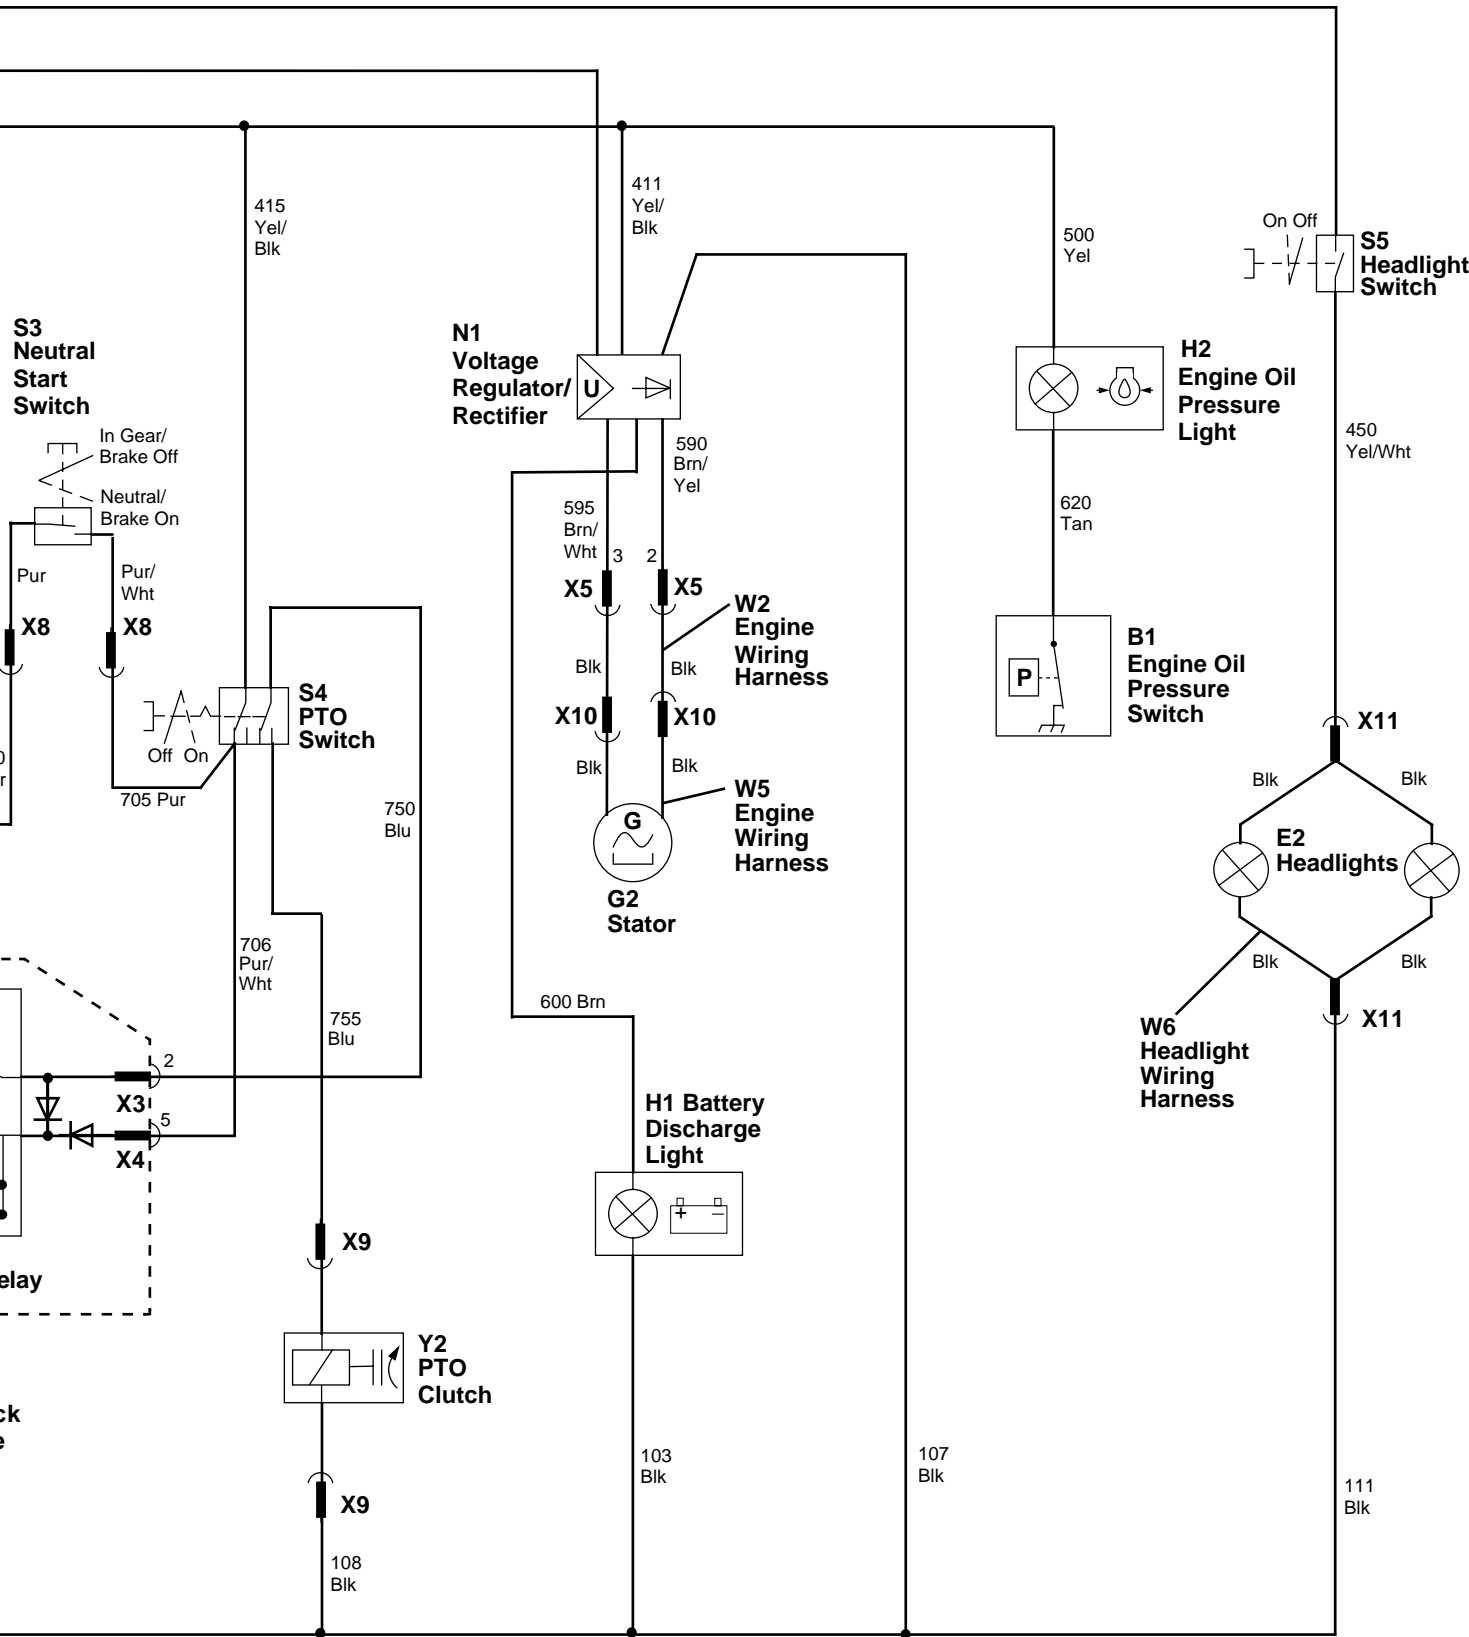 415
Yel/
Blk
411
Yel/
Blk
500
Yel
On Off
S5
Headlight
Switch
S3
Neutral
Start
Switch
In Gear/
Brake Off
Neutral/
Brake On
Pur
Pur/
Wht
X8
X8
N1
Voltage
Regulator/
Rectifier
U
H2
Engine Oil
Pressure
Light
450
Yel/Wht
590
Brn/
Yel
595
Brn/
Wht
3
2
X5
X5
W2
Engine
Wiring
Harness
620
Tan
B1
Engine Oil
Pressure
Switch
P
Blk
Blk
S4
PTO
Switch
Off On
705 Pur
750
Blu
X10
X10
Blk
Blk
W5
Engine
Wiring
Harness
G
G2
Stator
X11
Blk
Blk
E2
Headlights
Blk
Blk
X11
W6
Headlight
Wiring
Harness
706
Pur/
Wht
755
Blu
600 Brn
2
X3
5
X4
H1 Battery
Discharge
Light
+ –
X9
elay
Y2
PTO
Clutch
ck
e
X9
103
Blk
107
Blk
111
Blk
108
Blk